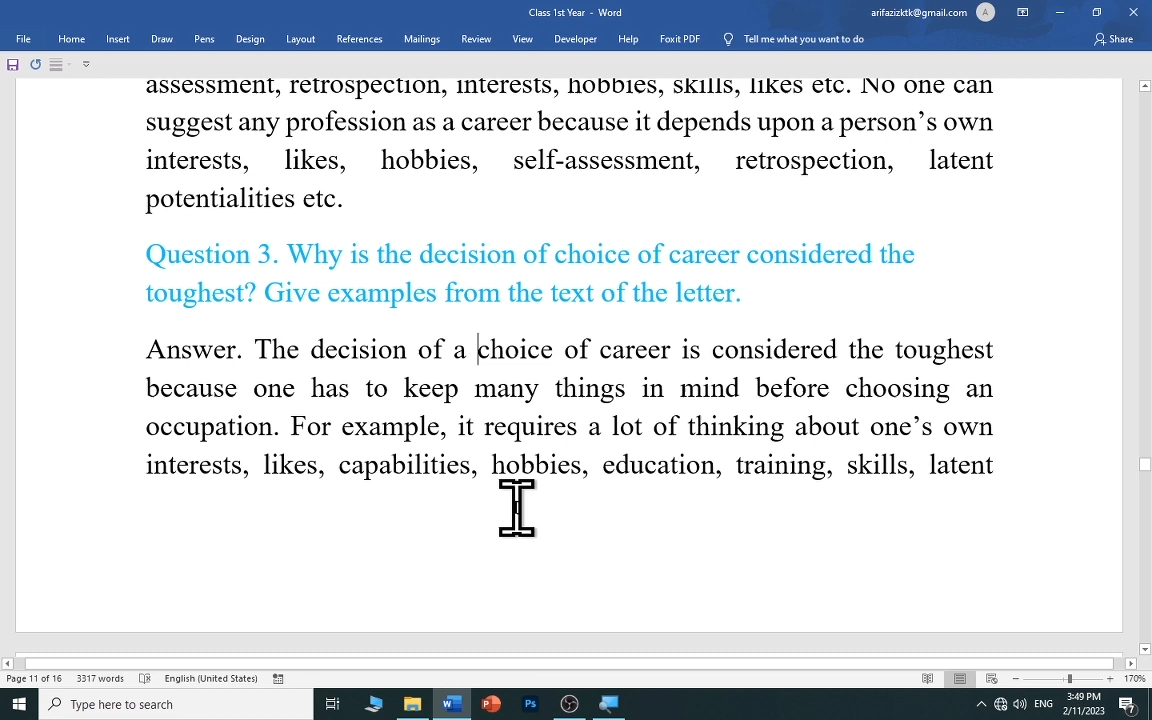 Class 1st Year - Word
arifazizktk@gmail.com
A
File Home Insert Draw Pens Design Layout References Mailings Review View Developer Help Foxit PDF Tell me what you want to do Share
assessment, retrospection, interests, hobbies, skills, likes etc. No one can
suggest any profession as a career because it depends upon a person’s own
interests, likes, hobbies, self-assessment, retrospection, latent
potentialities etc.
Question 3. Why is the decision of choice of career considered the
toughest? Give examples from the text of the letter.
Answer. The decision of a choice of career is considered the toughest
because one has to keep many things in mind before choosing an
occupation. For example, it requires a lot of thinking about one’s own
interests, likes, capabilities, hobbies, education, training, skills, latent
Page 11 of 16 3317 words English (United States) 170%
Type here to search
Ps
ENG
3:49 PM
2/11/2023
7